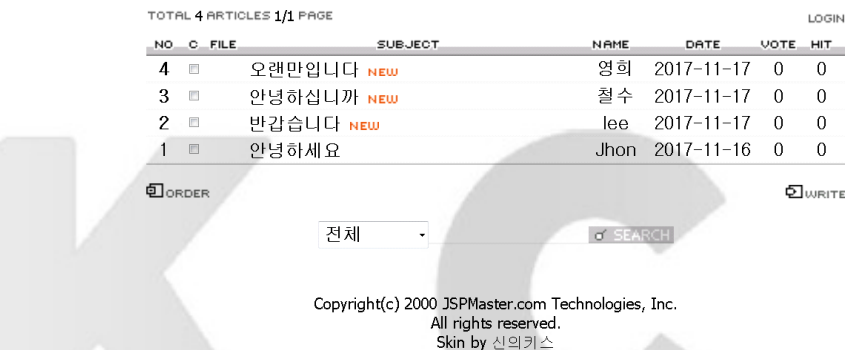 TOTAL 4 ARTICLES 1/1 PAGE LOGIN
NO C FILE SUBJECT NAME DATE VOTE HIT
4 오랜만입니다 NEW 영희 2017-11-17 0 0
3 안녕하십니까 NEW 철수 2017-11-17 0 0
2 반갑습니다 NEW lee 2017-11-17 0 0
1 안녕하세요 Jhon 2017-11-16 0 0
ORDER WRITE
전체 SEARCH
Copyright(c) 2000 JSPMaster.com Technologies, Inc.
All rights reserved.
Skin by 신의키스